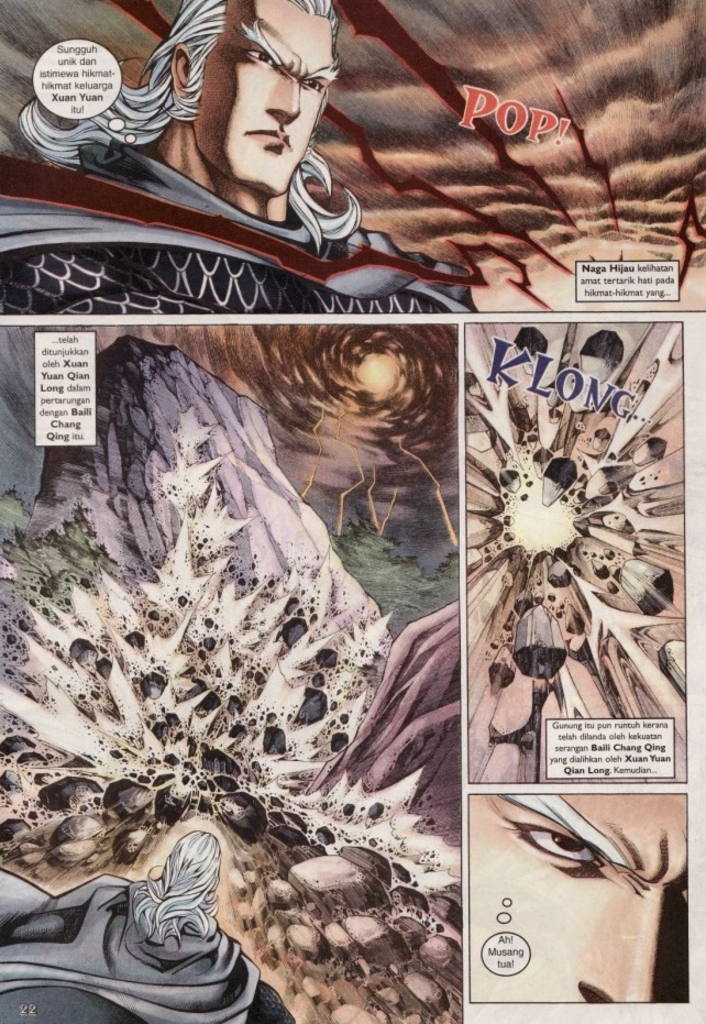 Sungguh
unik dan
istimewa hikmat-
hikmat keluarga
Xuan Yuan
itu!
POP!
Naga Hijau kelihatan
amat tertarik hati pada
hikmat-hikmat yang...
...telah
ditunjukkan
oleh Xuan
Yuan Qian
Long dalam
pertarungan
dengan Baili
Chang
Qing itu.
KLONG...
Gunung itu pun runtuh kerana
telah dilanda oleh kekuatan
serangan Baili Chang Qing
yang dialihkan oleh Xuan Yuan
Qian Long. Kemudian...
Ah!
Musang
tua!
22